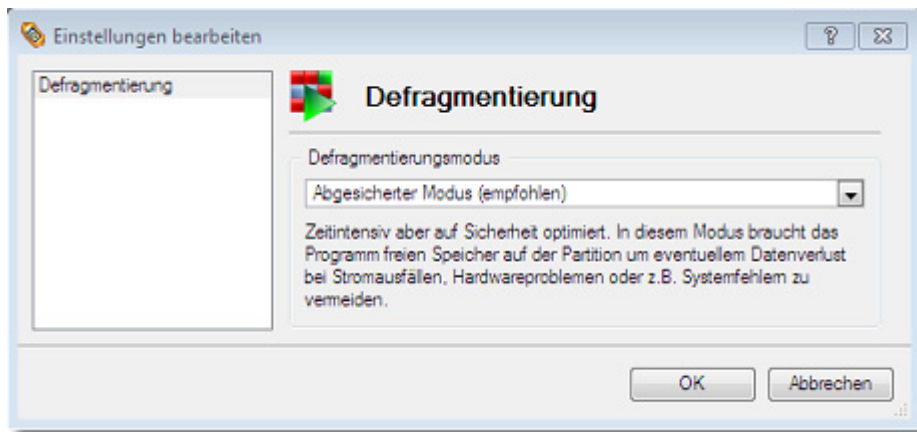 Einstellungen bearbeiten
Defragmentierung
Defragmentierung
Defragmentierungsmodus
Abgesicherter Modus (empfohlen)
Zeitintensiv aber auf Sicherheit optimiert. In diesem Modus braucht das
Programm freien Speicher auf der Partition um eventuellem Datenverlust
bei Stromausfällen, Hardwareproblemen oder z.B. Systemfehlern zu
vermeiden.
OK
Abbrechen